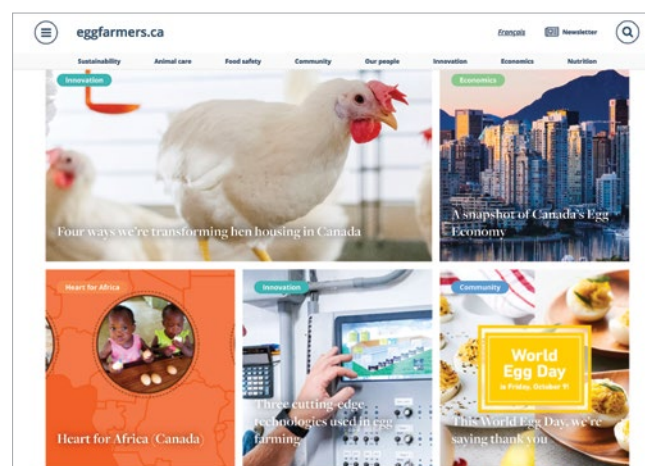 eggfarmers.ca
Français
Newsletter
Sustainability Animal care Food safety Community Our people Innovation Economics Nutrition
Innovation
Four ways we're transforming hen housing in Canada
Economics
A snapshot of Canada's Egg
Economy
Heart for Africa
Heart for Africa (Canada)
Innovation
Three cutting-edge
technologies used in egg
farming
Community
World
Egg Day
is Friday, October 9!
This World Egg Day, we're
saying thank you